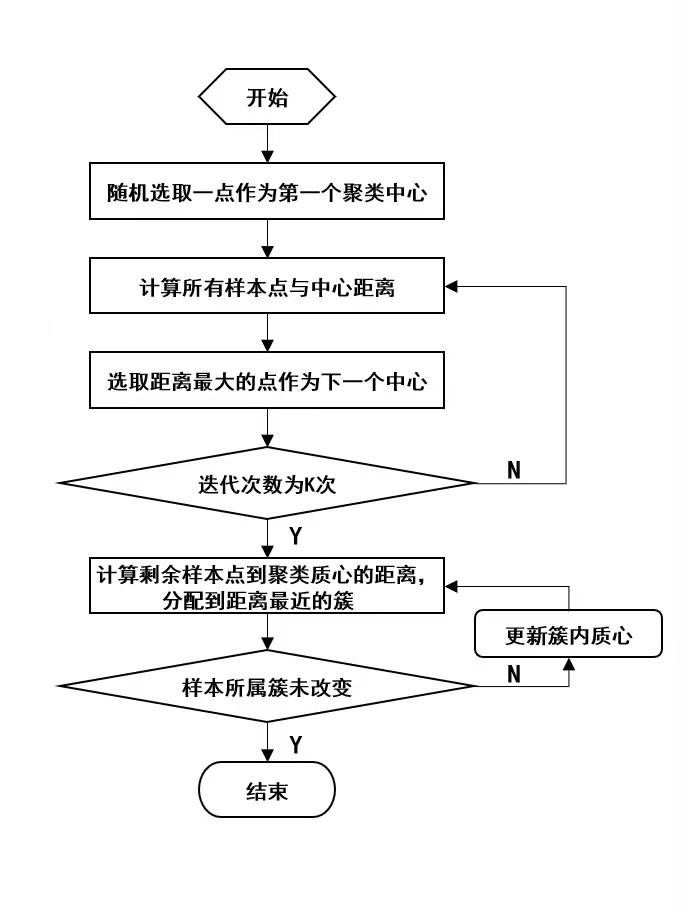 开始
随机选取一点作为第一个聚类中心
计算所有样本点与中心距离
选取距离最大的点作为下一个中心
迭代次数为K次
N
Y
计算剩余样本点到聚类质心的距离，
分配到距离最近的簇
更新簇内质心
样本所属簇未改变
N
Y
结束